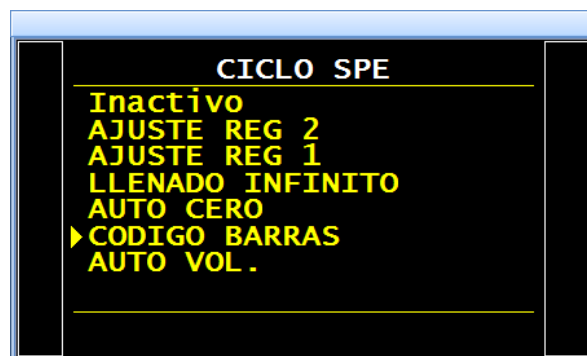 CICLO SPE
Inactivo
AJUSTE REG 2
AJUSTE REG 1
LLENADO INFINITO
AUTO CERO
CODIGO BARRAS
AUTO VOL.